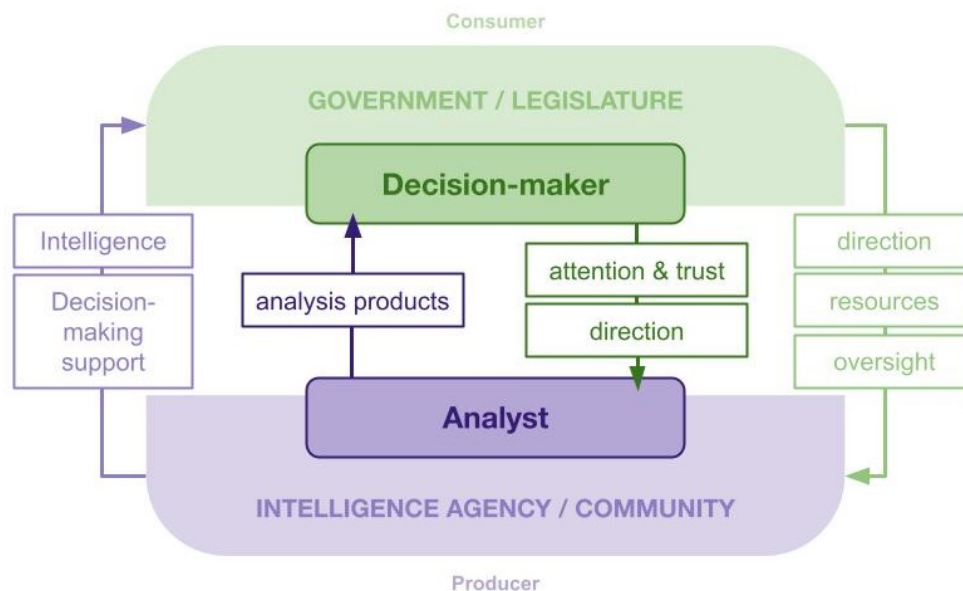 Consumer
GOVERNMENT / LEGISLATURE
Decision-maker
Intelligence
Decision-
making
support
analysis products
attention & trust
direction
direction
resources
oversight
Analyst
INTELLIGENCE AGENCY / COMMUNITY
Producer